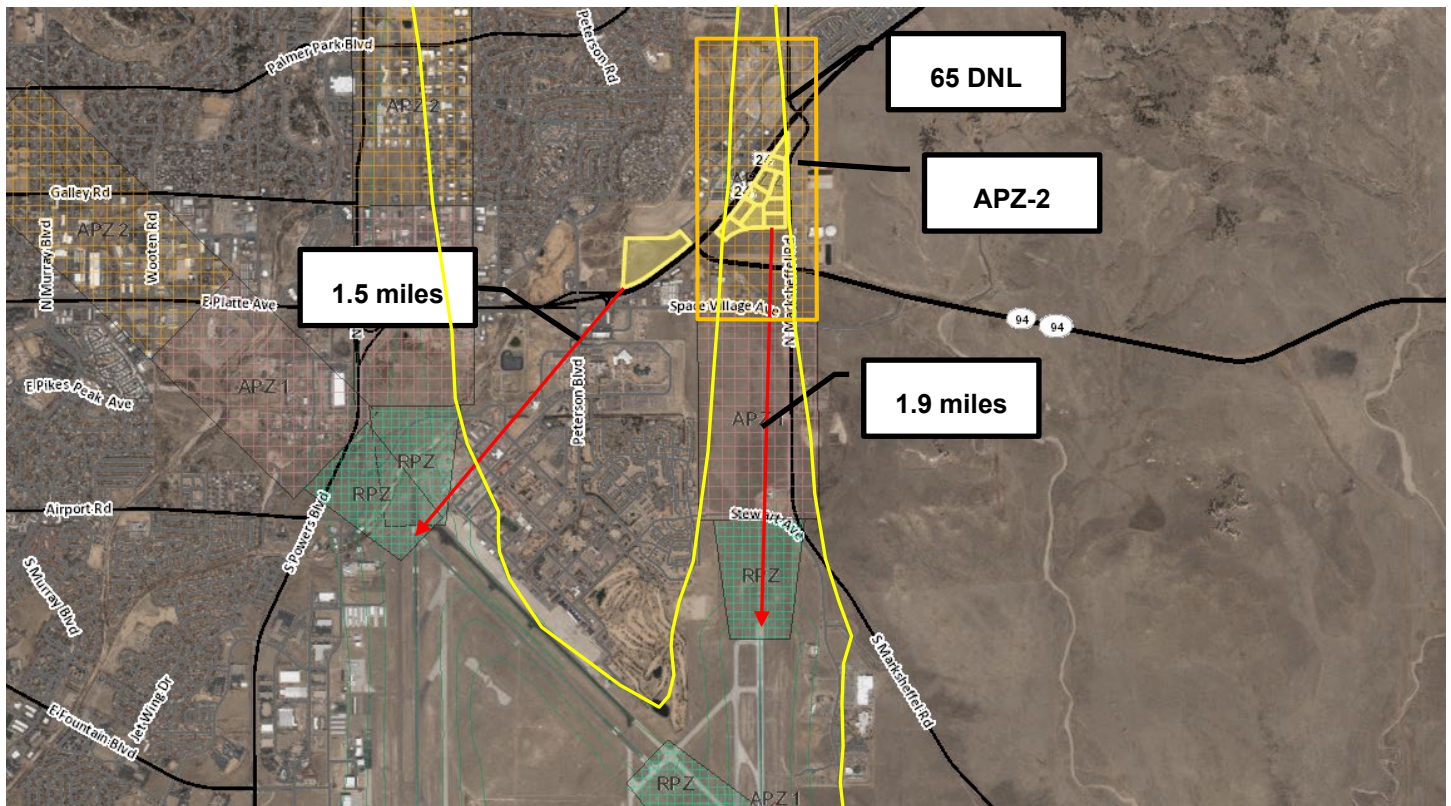 Palmer Park Blvd
Peterson Rd
65 DNL
APZ 2
24
APZ-2
Galley Rd
24
N Murray Blvd
APZ 2
Wooten Rd
N Marksheffel Rd
1.5 miles
E Platte Ave
Space Village Ave
94
94
N
E Pikes Peak Ave
APZ 1
Peterson Blvd
1.9 miles
APZ 1
RPZ
RPZ
Airport Rd
S Powers Blvd
Stewart Ave
RPZ
S Murray Blvd
S Marksheffel Rd
Jet Wing Dr
E Fountain Blvd
RPZ
APZ 1